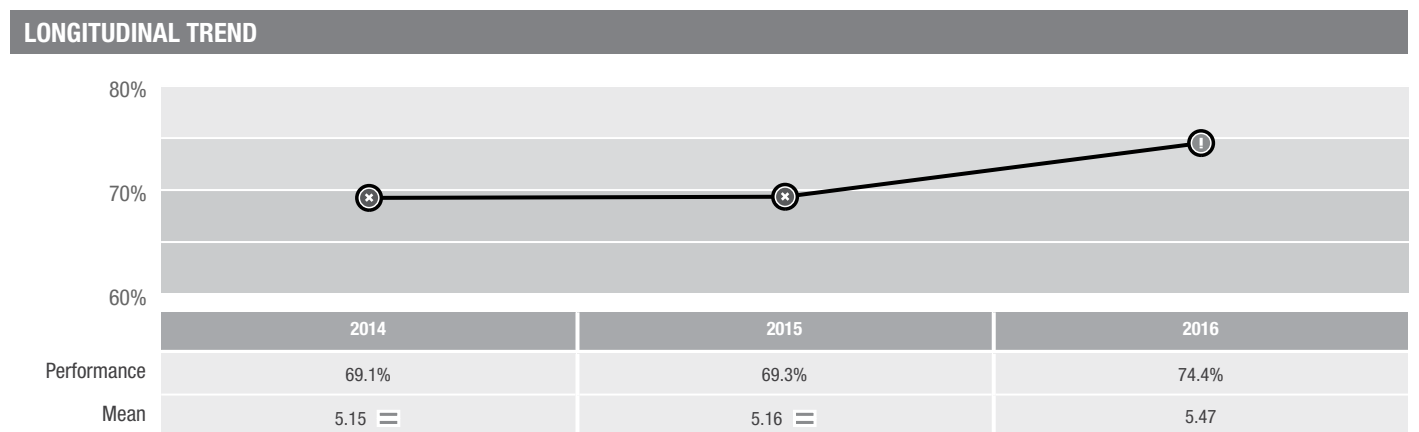 LONGITUDINAL TREND
80%
70%
60%
2014 2015 2016
Performance 69.1% 69.3% 74.4%
Mean 5.15 = 5.16 = 5.47